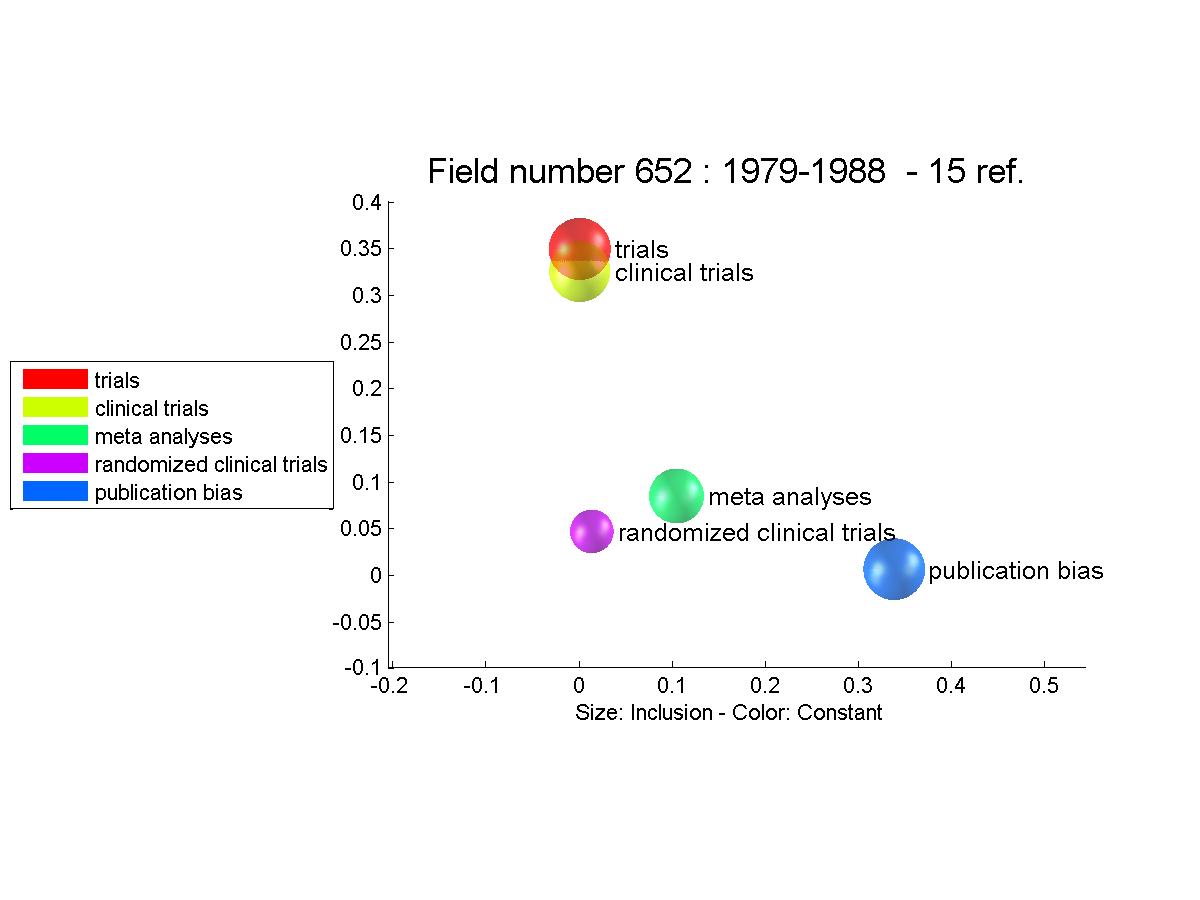 Field number 652 : 1979-1988  - 15 ref.
0.4
0.35
0.3
0.25
0.2
0.15
0.1
0.05
0
-0.05
-0.1
trials
clinical trials
meta analyses
randomized clinical trials
publication bias
trials
clinical trials
meta analyses
randomized clinical trials
publication bias
-0.2 -0.1 0 0.1 0.2 0.3 0.4 0.5
Size: Inclusion - Color: Constant